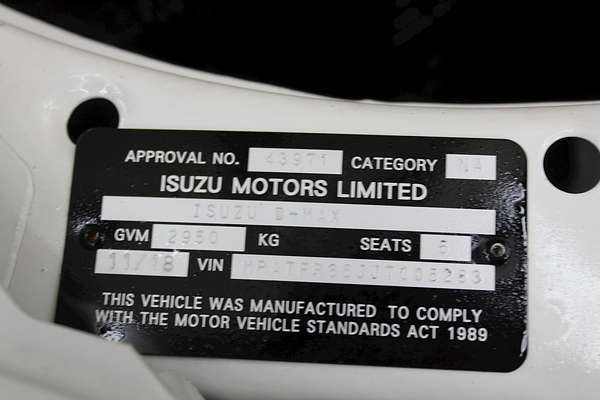 APPROVAL NO. 43971 CATEGORY NA
ISUZU MOTORS LIMITED
ISUZU D-MAX
GVM 2950 KG SEATS
11/18 VIN
THIS VEHICLE WAS MANUFACTURED TO COMPLY
WITH THE MOTOR VEHICLE STANDARDS ACT 1989